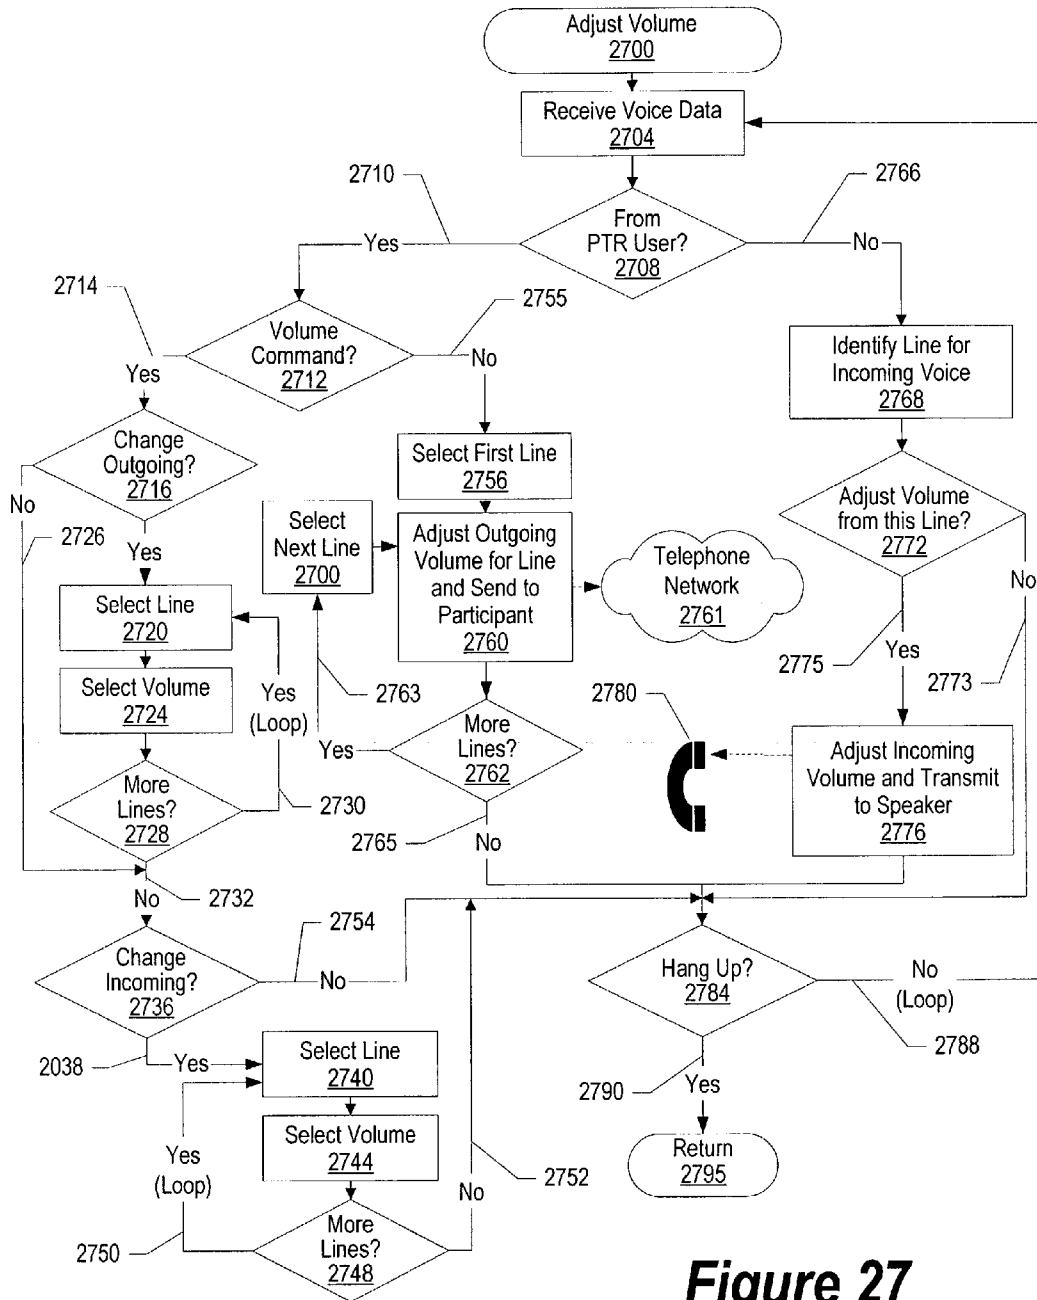 Adjust Volume
2700
Receive Voice Data
2704
2710
2766
From
PTR User?
2708
Yes
No
2714
2755
Volume
Command?
2712
Yes
No
Identify Line for
Incoming Voice
2768
Change
Outgoing?
2716
No
Select First Line
2756
2726
Yes
Select
Next Line
2700
Adjust Outgoing
Volume for Line
and Send to
Participant
2760
Telephone
Network
2761
Adjust Volume
from this Line?
2772
No
Select Line
2720
Select Volume
2724
Yes
(Loop)
2763
2775
Yes
2773
2780
More
Lines?
2728
2730
Yes
More
Lines?
2762
Adjust Incoming
Volume and Transmit
to Speaker
2776
2765
No
2732
No
2754
Change
Incoming?
2736
No
Hang Up?
2784
No
(Loop)
2038
Yes
Select Line
2740
2788
2790
Yes
Select Volume
2744
Yes
(Loop)
No
2752
Return
2795
2750
More
Lines?
2748
Figure 27